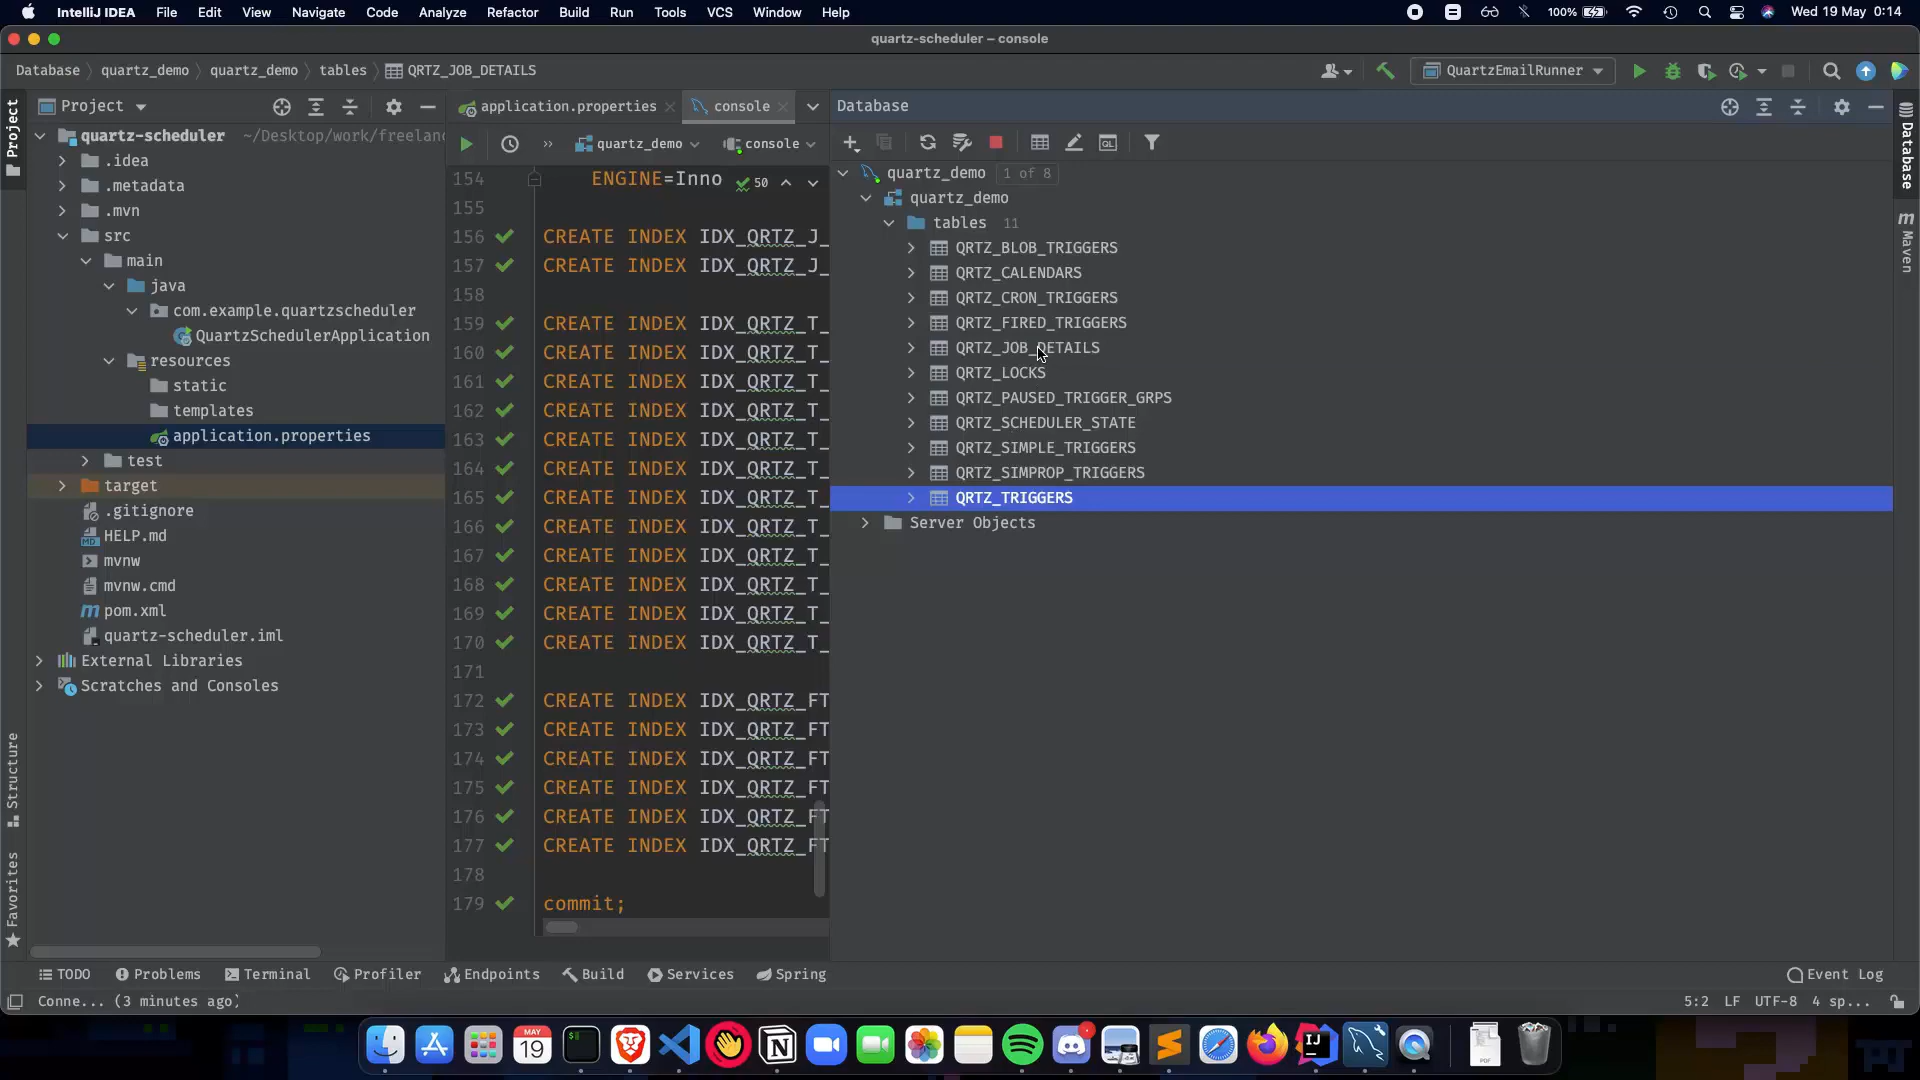 IntelliJ IDEA File Edit View Navigate Code Analyze Refactor Build Run Tools VCS Window Help 100% Wed 19 May 0:14
quartz-scheduler – console
Database quartz_demo quartz_demo tables QRTZ_JOB_DETAILS QuartzEmailRunner
Project
quartz-scheduler ~/Desktop/work/freelan
.idea
.metadata
.mvn
src
main
java
com.example.quartzscheduler
QuartzSchedulerApplication
resources
static
templates
application.properties
test
target
.gitignore
HELP.md
mvnw
mvnw.cmd
pom.xml
quartz-scheduler.iml
External Libraries
Scratches and Consoles
Project
Structure
Favorites
application.properties console
quartz_demo console
154 ENGINE=Inno 50
155
156 CREATE INDEX IDX_QRTZ_J_
157 CREATE INDEX IDX_QRTZ_J_
158
159 CREATE INDEX IDX_QRTZ_T_
160 CREATE INDEX IDX_QRTZ_T_
161 CREATE INDEX IDX_QRTZ_T_
162 CREATE INDEX IDX_QRTZ_T_
163 CREATE INDEX IDX_QRTZ_T_
164 CREATE INDEX IDX_QRTZ_T_
165 CREATE INDEX IDX_QRTZ_T_
166 CREATE INDEX IDX_QRTZ_T_
167 CREATE INDEX IDX_QRTZ_T_
168 CREATE INDEX IDX_QRTZ_T_
169 CREATE INDEX IDX_QRTZ_T_
170 CREATE INDEX IDX_QRTZ_T_
171
172 CREATE INDEX IDX_QRTZ_FT
173 CREATE INDEX IDX_QRTZ_FT
174 CREATE INDEX IDX_QRTZ_FT
175 CREATE INDEX IDX_QRTZ_FT
176 CREATE INDEX IDX_QRTZ_FT
177 CREATE INDEX IDX_QRTZ_FT
178
179 commit;
Database
QL
quartz_demo 1 of 8
quartz_demo
tables 11
QRTZ_BLOB_TRIGGERS
QRTZ_CALENDARS
QRTZ_CRON_TRIGGERS
QRTZ_FIRED_TRIGGERS
QRTZ_JOB_DETAILS
QRTZ_LOCKS
QRTZ_PAUSED_TRIGGER_GRPS
QRTZ_SCHEDULER_STATE
QRTZ_SIMPLE_TRIGGERS
QRTZ_SIMPROP_TRIGGERS
QRTZ_TRIGGERS
Server Objects
Database
Maven
TODO Problems Terminal Profiler Endpoints Build Services Spring Event Log
Conne... (3 minutes ago) 5:2 LF UTF-8 4 sp...
MAY
19
IJ
PDF